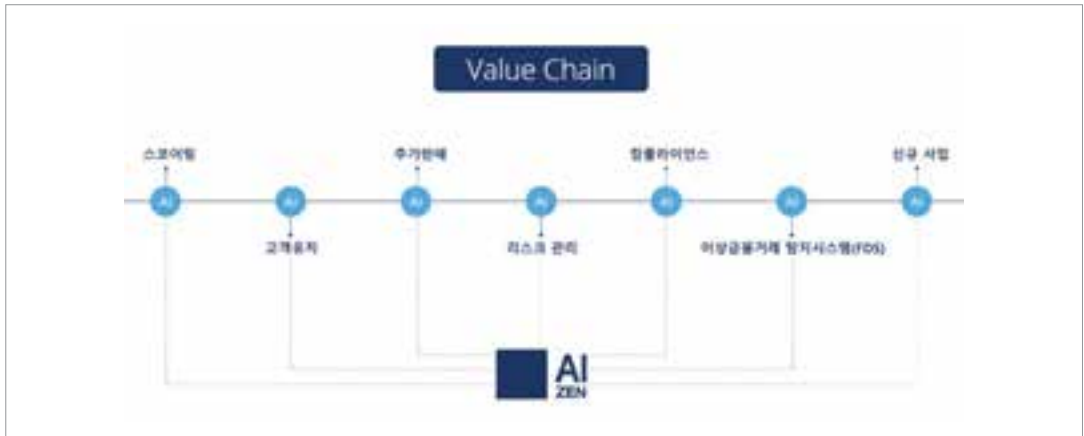 Value Chain
스코어링
추가판매
컴플라이언스
신규 사업
AI
AI
AI
AI
AI
AI
AI
고객유지
리스크 관리
이상금융거래 탐지시스템(FDS)
AI
ZEN